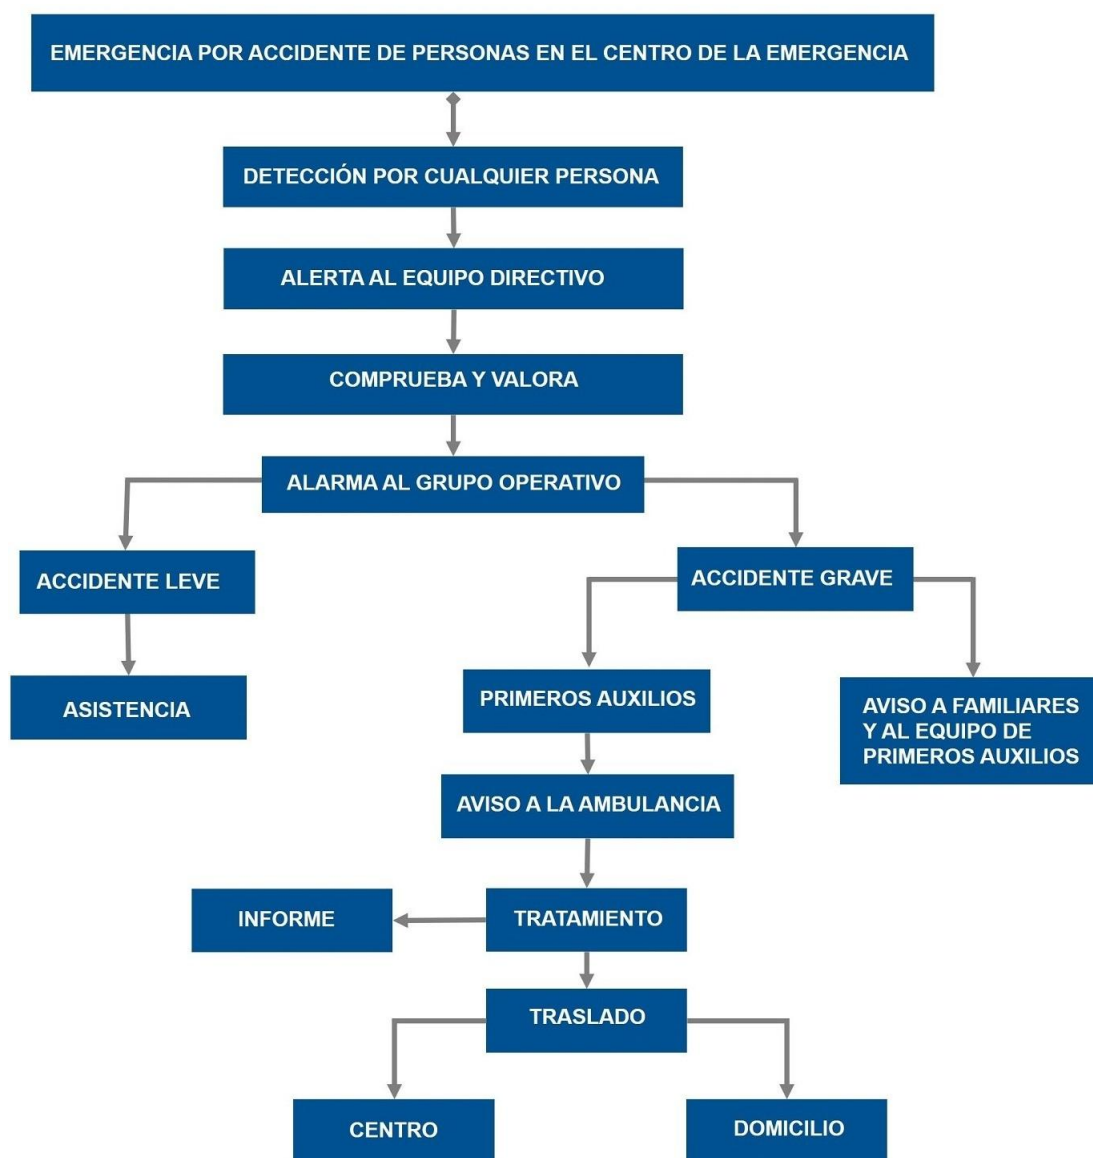 EMERGENCIA POR ACCIDENTE DE PERSONAS EN EL CENTRO DE LA EMERGENCIA
DETECCIÓN POR CUALQUIER PERSONA
ALERTA AL EQUIPO DIRECTIVO
COMPRUEBA Y VALORA
ALARMA AL GRUPO OPERATIVO
ACCIDENTE LEVE
ACCIDENTE GRAVE
ASISTENCIA
PRIMEROS AUXILIOS
AVISO A FAMILIARES
Y AL EQUIPO DE
PRIMEROS AUXILIOS
AVISO A LA AMBULANCIA
INFORME
TRATAMIENTO
TRASLADO
CENTRO
DOMICILIO